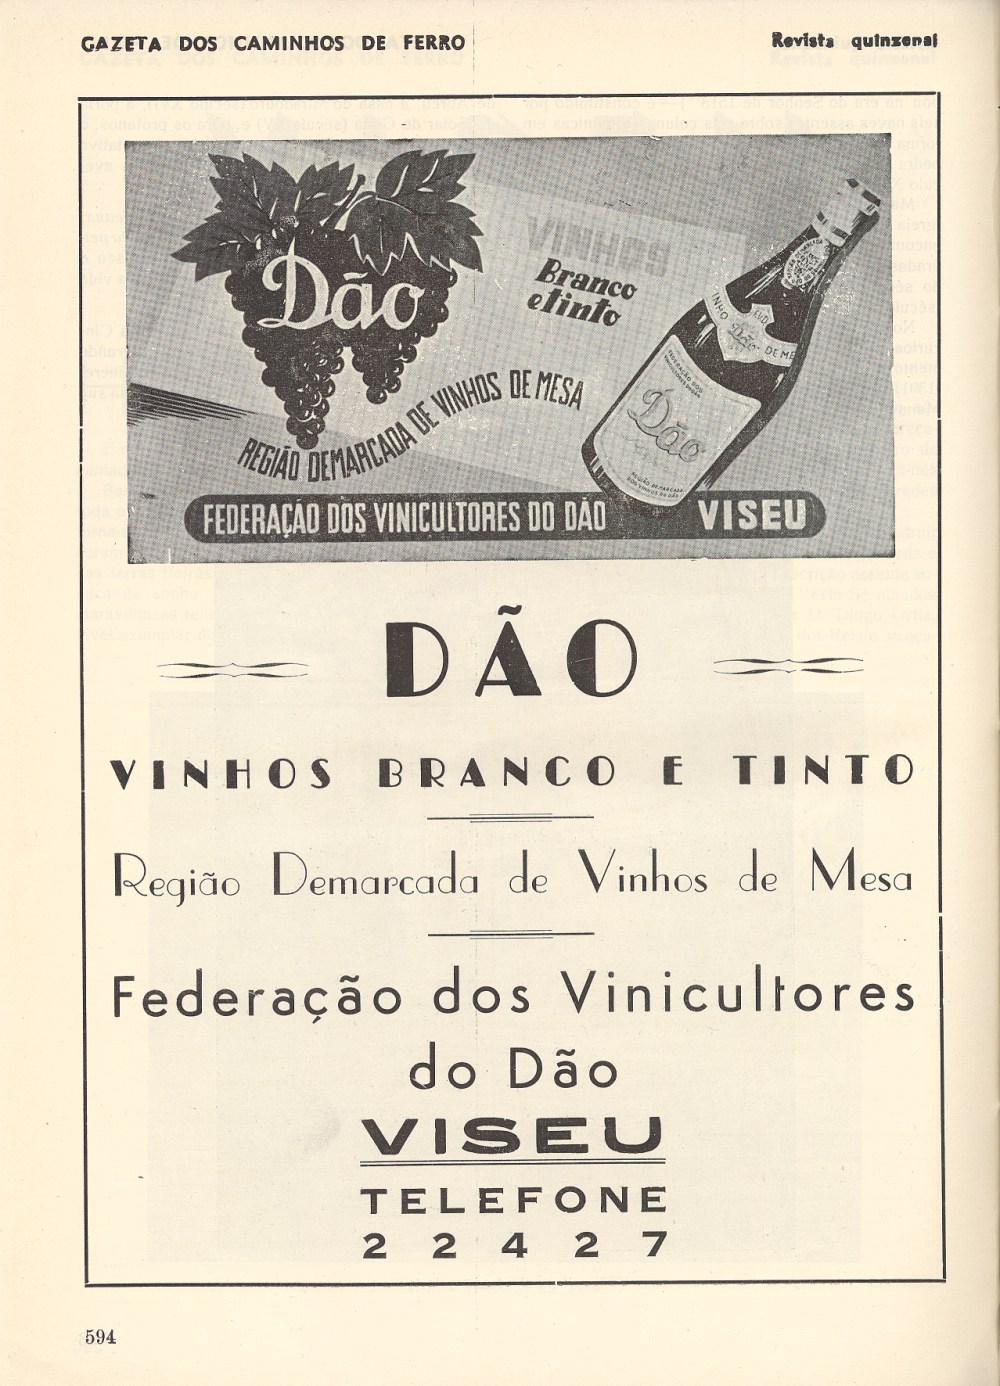 GAZETA DOS CAMINHOS DE FERRO
Revista quinzenal
Dão
VINHOS
Branco
e tinto
REGIÃO DEMARCADA DE VINHOS DE MESA
Dão
Dão
FEDERAÇÃO DOS VINICULTORES DO DÃO VISEU
DÃO
VINHOS BRANCO E TINTO
Região Demarcada de Vinhos de Mesa
Federação dos Vinicultores
do Dão
VISEU
TELEFONE
22427
594